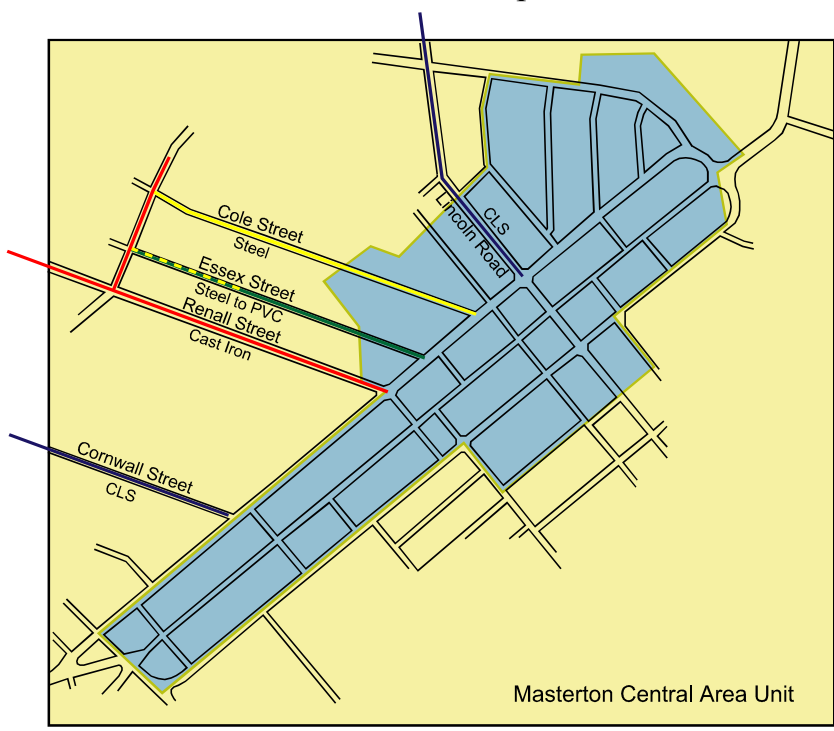 Cole Street
Steel
CLS
Lincoln Road
Essex Street
Steel to PVC
Renall Street
Cast Iron
Cornwall Street
CLS
Masterton Central Area Unit